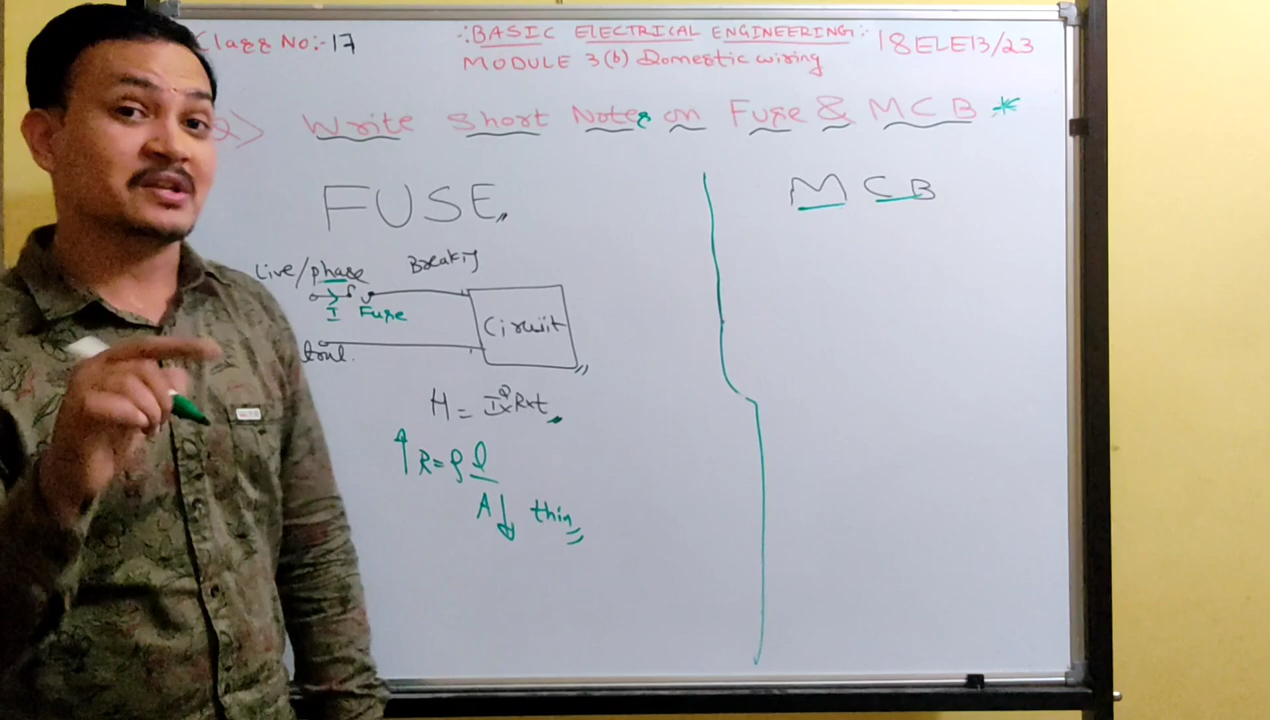 Class No:- 17
:BASIC ELECTRICAL ENGINEERING:
18ELE13/23
MODULE 3(b) Domestic wiring
Q> Write Short Notes on Fuse & MCB *
FUSE
MCB
Live/phase
Breaking
I Fuse
Circuit
H = I²xRxt
↑R=ρ l
A↓ thin